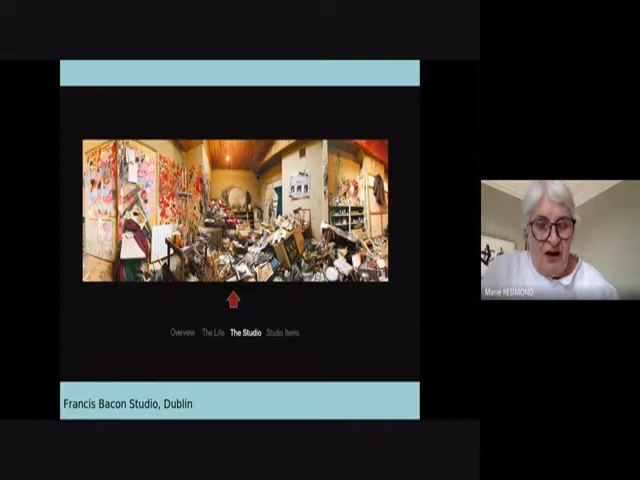 Overview The Life The Studio Studio Items
Francis Bacon Studio, Dublin
Marie REDMOND